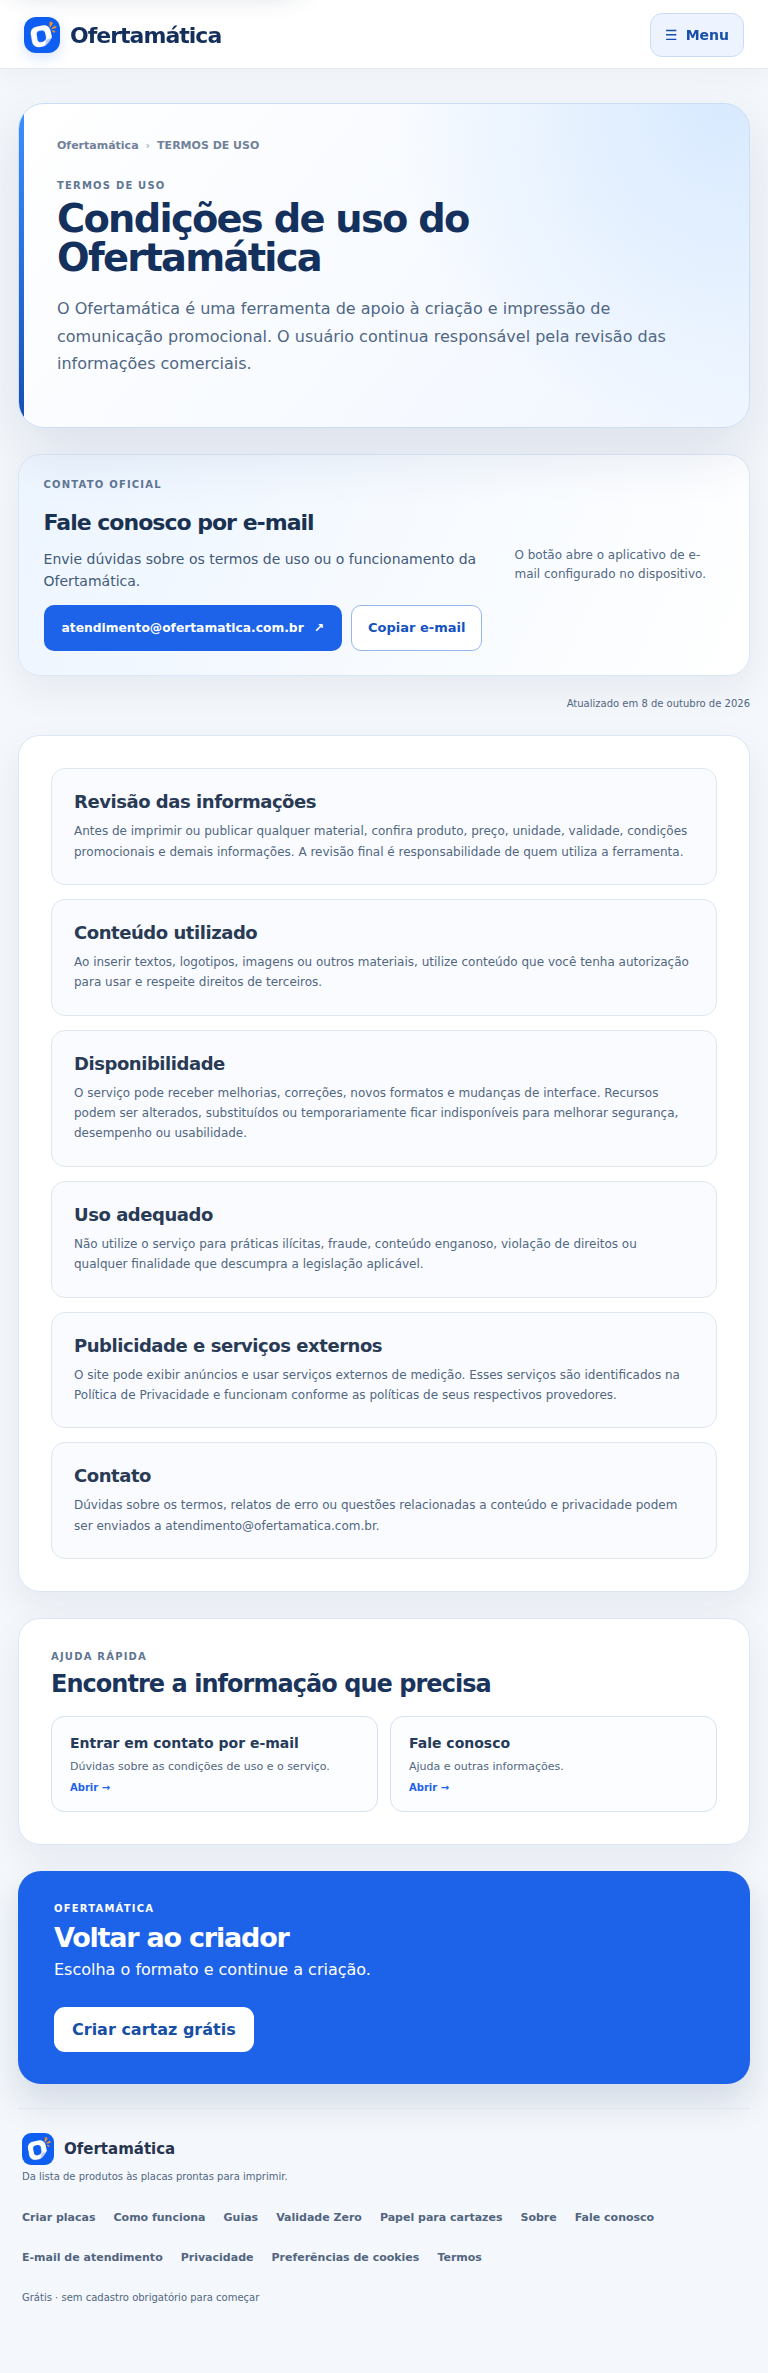 Ofertamática
☰ Menu
Ofertamática › TERMOS DE USO
TERMOS DE USO
Condições de uso do
Ofertamática
O Ofertamática é uma ferramenta de apoio à criação e impressão de
comunicação promocional. O usuário continua responsável pela revisão das
informações comerciais.
CONTATO OFICIAL
Fale conosco por e-mail
Envie dúvidas sobre os termos de uso ou o funcionamento da
Ofertamática.
atendimento@ofertamatica.com.br ↗
Copiar e-mail
O botão abre o aplicativo de e-
mail configurado no dispositivo.
Atualizado em 8 de outubro de 2026
Revisão das informações
Antes de imprimir ou publicar qualquer material, confira produto, preço, unidade, validade, condições
promocionais e demais informações. A revisão final é responsabilidade de quem utiliza a ferramenta.
Conteúdo utilizado
Ao inserir textos, logotipos, imagens ou outros materiais, utilize conteúdo que você tenha autorização
para usar e respeite direitos de terceiros.
Disponibilidade
O serviço pode receber melhorias, correções, novos formatos e mudanças de interface. Recursos
podem ser alterados, substituídos ou temporariamente ficar indisponíveis para melhorar segurança,
desempenho ou usabilidade.
Uso adequado
Não utilize o serviço para práticas ilícitas, fraude, conteúdo enganoso, violação de direitos ou
qualquer finalidade que descumpra a legislação aplicável.
Publicidade e serviços externos
O site pode exibir anúncios e usar serviços externos de medição. Esses serviços são identificados na
Política de Privacidade e funcionam conforme as políticas de seus respectivos provedores.
Contato
Dúvidas sobre os termos, relatos de erro ou questões relacionadas a conteúdo e privacidade podem
ser enviados a atendimento@ofertamatica.com.br.
AJUDA RÁPIDA
Encontre a informação que precisa
Entrar em contato por e-mail
Dúvidas sobre as condições de uso e o serviço.
Abrir →
Fale conosco
Ajuda e outras informações.
Abrir →
OFERTAMÁTICA
Voltar ao criador
Escolha o formato e continue a criação.
Criar cartaz grátis
Ofertamática
Da lista de produtos às placas prontas para imprimir.
Criar placas Como funciona Guias Validade Zero Papel para cartazes Sobre Fale conosco
E-mail de atendimento Privacidade Preferências de cookies Termos
Grátis · sem cadastro obrigatório para começar